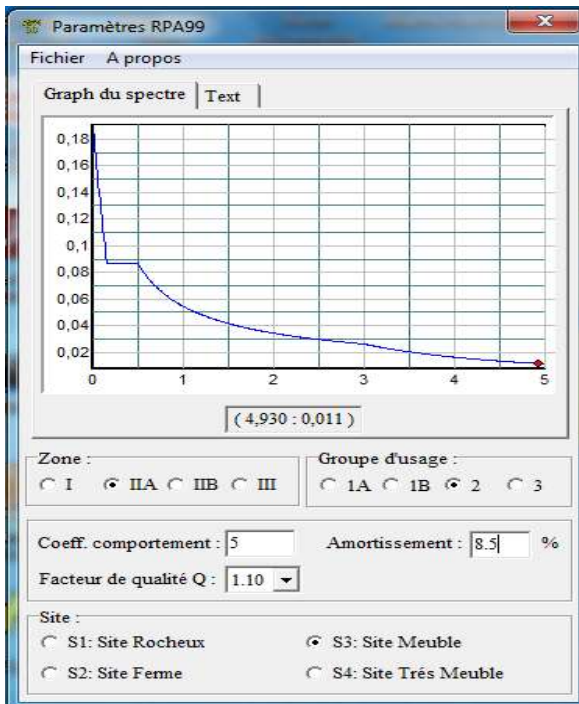 Paramètres RPA99
Fichier A propos
Graph du spectre Text
0,18
0,16
0,14
0,12
0,1
0,08
0,06
0,04
0,02
0 1 2 3 4 5
( 4,930 : 0,011 )
Zone :
I IIA IIB III
Groupe d'usage :
1A 1B 2 3
Coeff. comportement : 5 Amortissement : 8.5 %
Facteur de qualité Q : 1.10
Site :
S1: Site Rocheux S3: Site Meuble
S2: Site Ferme S4: Site Trés Meuble